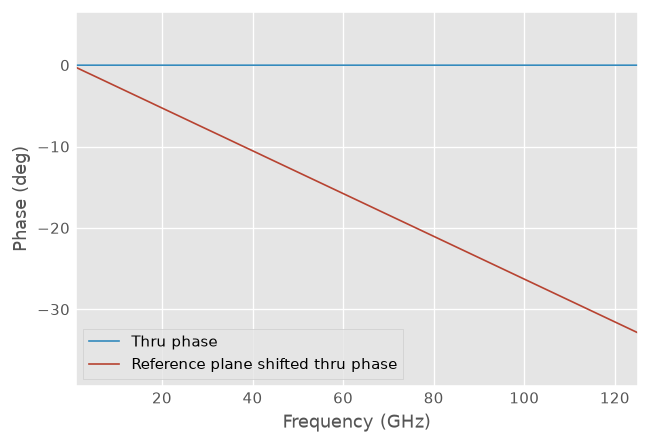 0
−10
−20
−30
Phase (deg)
Thru phase
Reference plane shifted thru phase
20 40 60 80 100 120
Frequency (GHz)